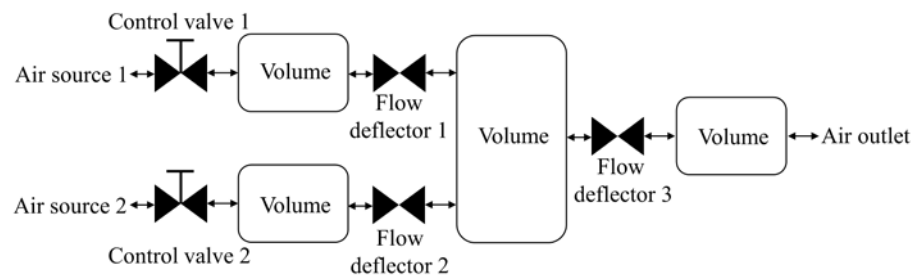 Control valve 1
Air source 1
Volume
Flow
deflector 1
Volume
Flow
deflector 3
Volume
Air outlet
Air source 2
Volume
Control valve 2
Flow
deflector 2